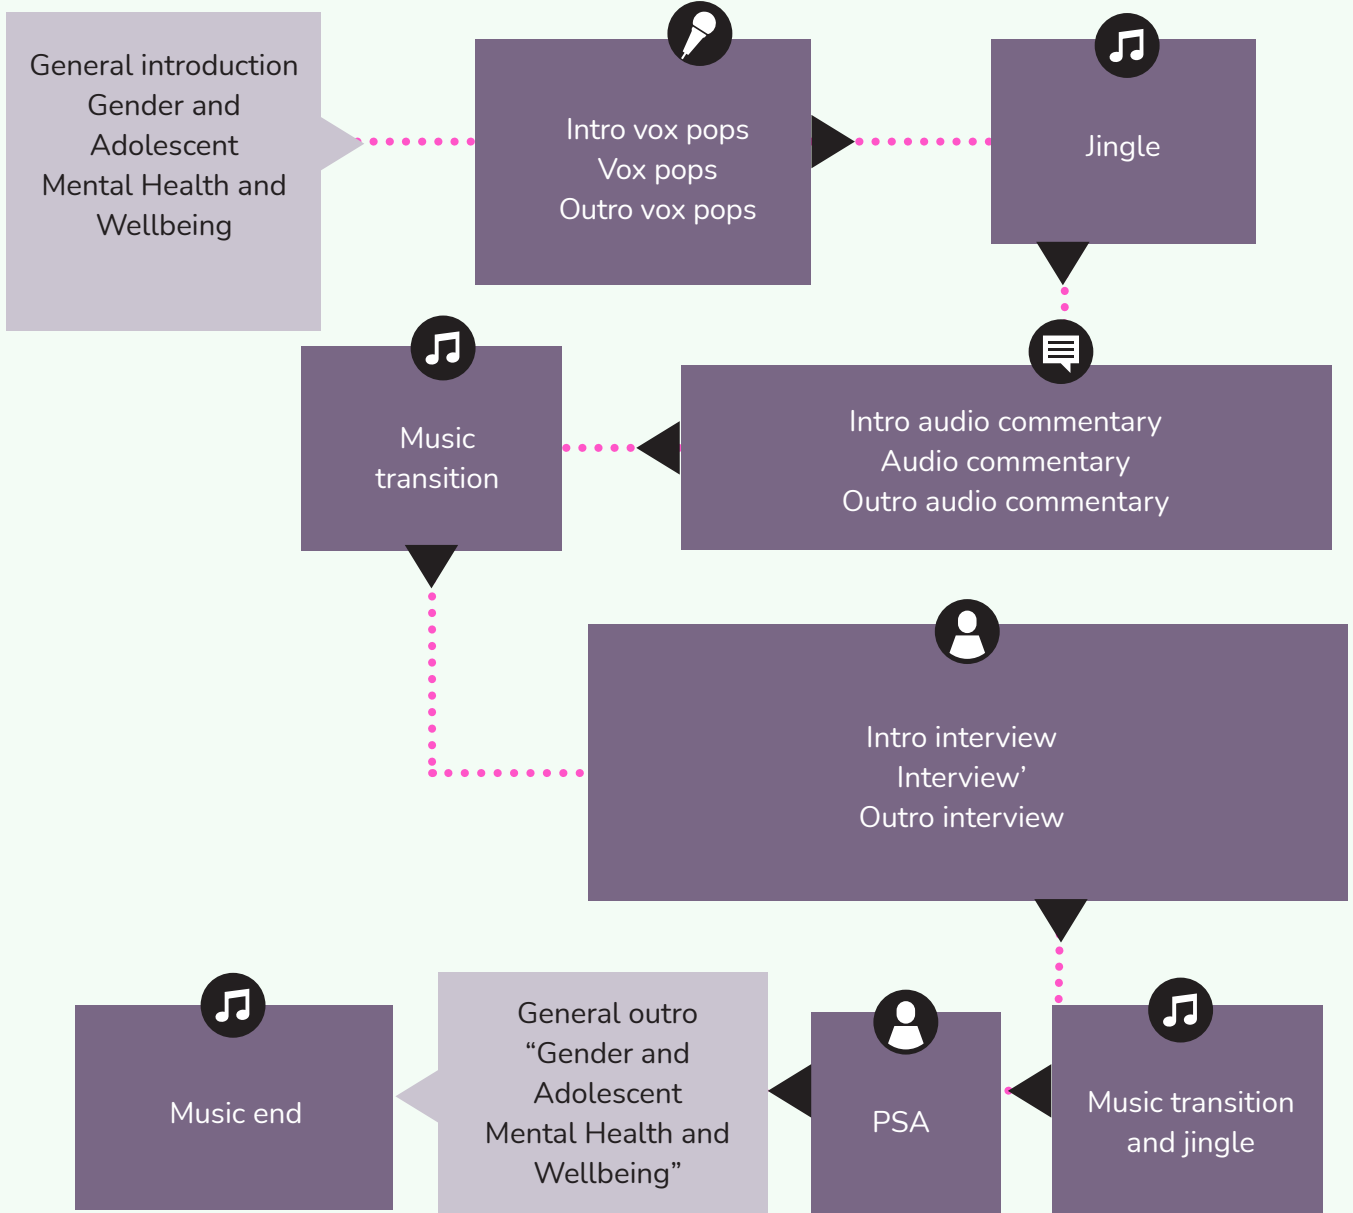 General introduction
Gender and
Adolescent
Mental Health and
Wellbeing
Intro vox pops
Vox pops
Outro vox pops
Jingle
Intro audio commentary
Audio commentary
Outro audio commentary
Music
transition
Intro interview
Interview’
Outro interview
Music transition
and jingle
PSA
General outro
“Gender and
Adolescent
Mental Health and
Wellbeing”
Music end